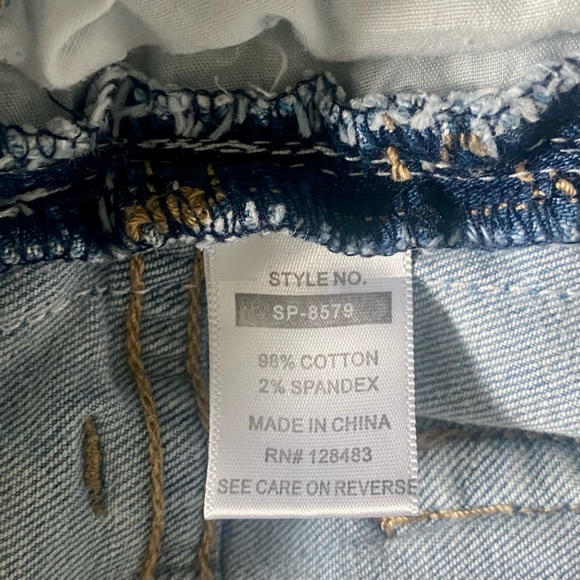 STYLE NO.
SP-8579
98% COTTON
2% SPANDEX
MADE IN CHINA
RN# 128483
SEE CARE ON REVERSE